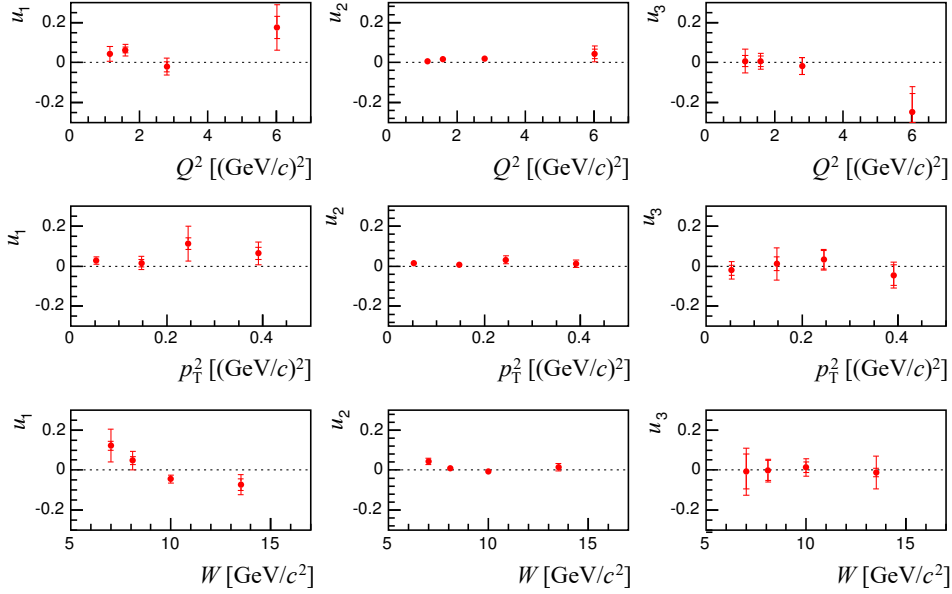 u₁ 0.2 0 -0.2 0 2 4 6 Q² [(GeV/c)²]
u₂ 0.2 0 -0.2 0 2 4 6 Q² [(GeV/c)²]
u₃ 0.2 0 -0.2 0 2 4 6 Q² [(GeV/c)²]
u₁ 0.2 0 -0.2 0 0.2 0.4 p_T² [(GeV/c)²]
u₂ 0.2 0 -0.2 0 0.2 0.4 p_T² [(GeV/c)²]
u₃ 0.2 0 -0.2 0 0.2 0.4 p_T² [(GeV/c)²]
u₁ 0.2 0 -0.2 5 10 15 W [GeV/c²]
u₂ 0.2 0 -0.2 5 10 15 W [GeV/c²]
u₃ 0.2 0 -0.2 5 10 15 W [GeV/c²]